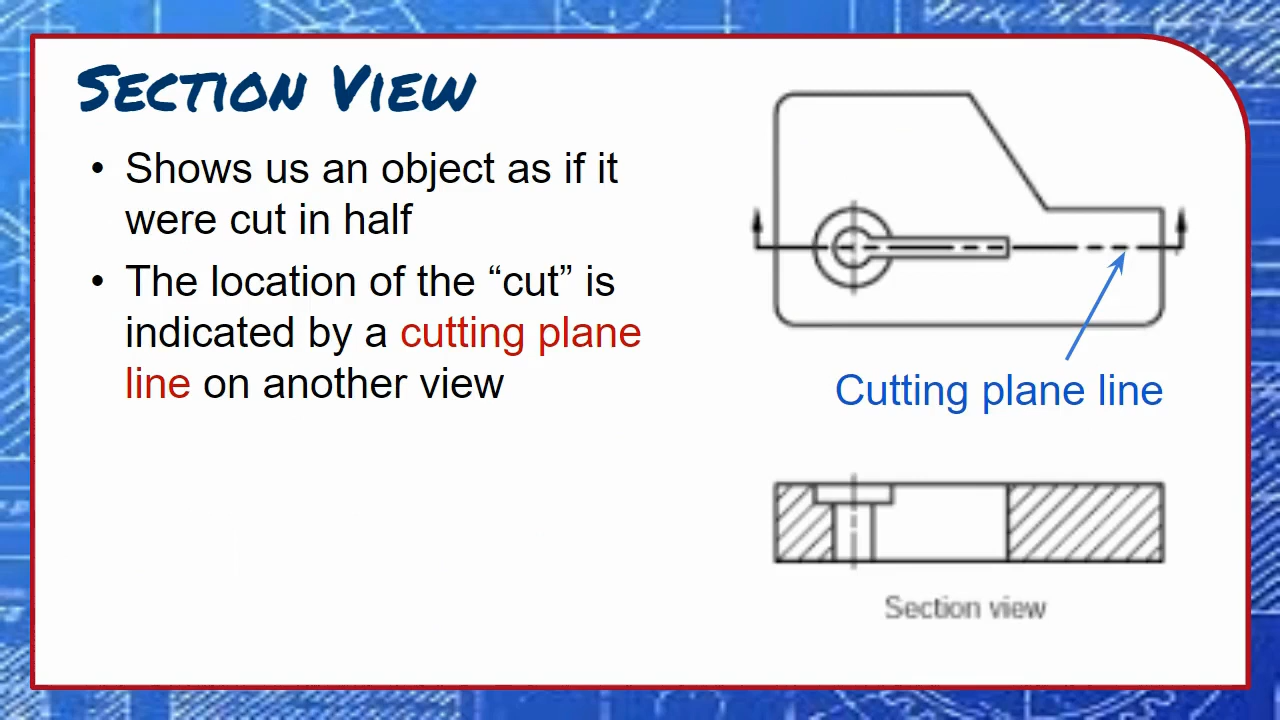 SECTION VIEW
• Shows us an object as if it
were cut in half
• The location of the “cut” is
indicated by a cutting plane
line on another view
Cutting plane line
Section view